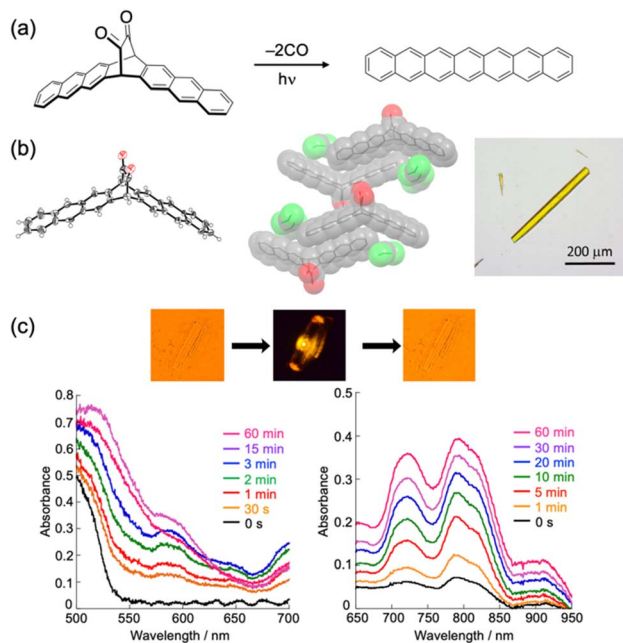 (a)
O
O
–2CO
hν
(b)
200 μm
(c)
0.8
0.7
0.6
0.5
0.4
0.3
0.2
0.1
0
500 550 600 650 700
Absorbance
Wavelength / nm
60 min
15 min
3 min
2 min
1 min
30 s
0 s
0.5
0.4
0.3
0.2
0.1
0
650 700 750 800 850 900 950
Absorbance
Wavelength / nm
60 min
30 min
20 min
10 min
5 min
1 min
0 s